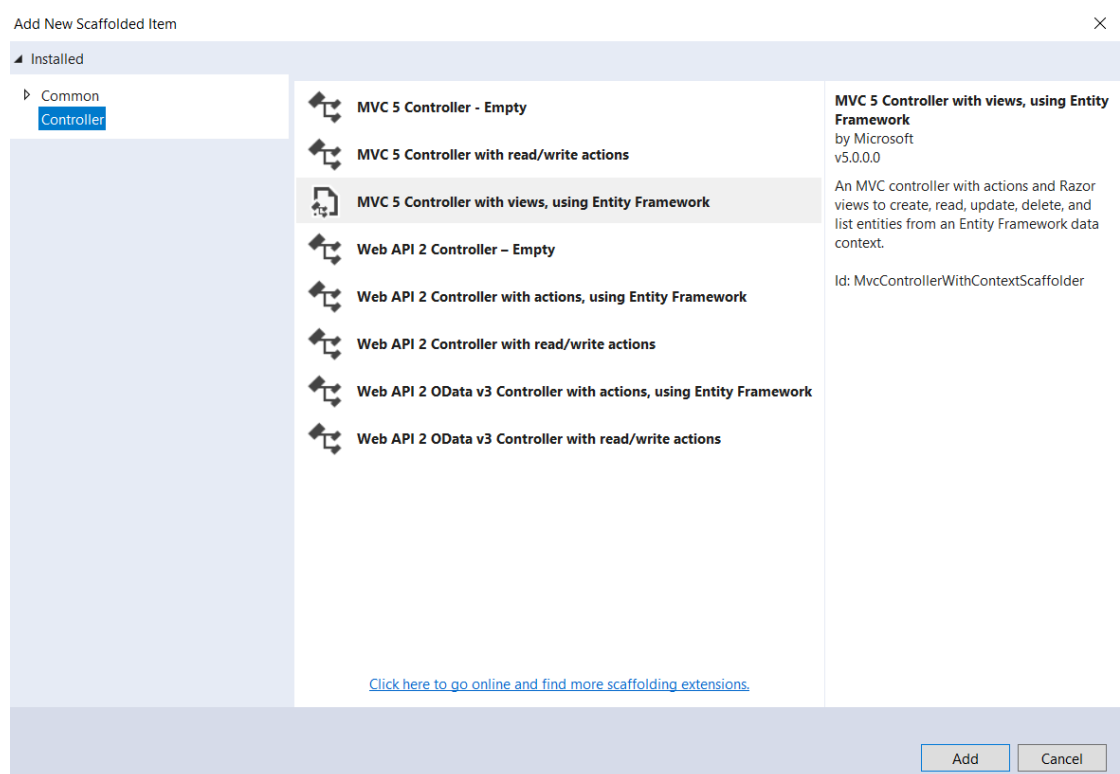 Add New Scaffolded Item
Installed
Common
Controller
MVC 5 Controller - Empty
MVC 5 Controller with read/write actions
MVC 5 Controller with views, using Entity Framework
Web API 2 Controller – Empty
Web API 2 Controller with actions, using Entity Framework
Web API 2 Controller with read/write actions
Web API 2 OData v3 Controller with actions, using Entity Framework
Web API 2 OData v3 Controller with read/write actions
Click here to go online and find more scaffolding extensions.
MVC 5 Controller with views, using Entity
Framework
by Microsoft
v5.0.0.0
An MVC controller with actions and Razor
views to create, read, update, delete, and
list entities from an Entity Framework data
context.
Id: MvcControllerWithContextScaffolder
Add
Cancel